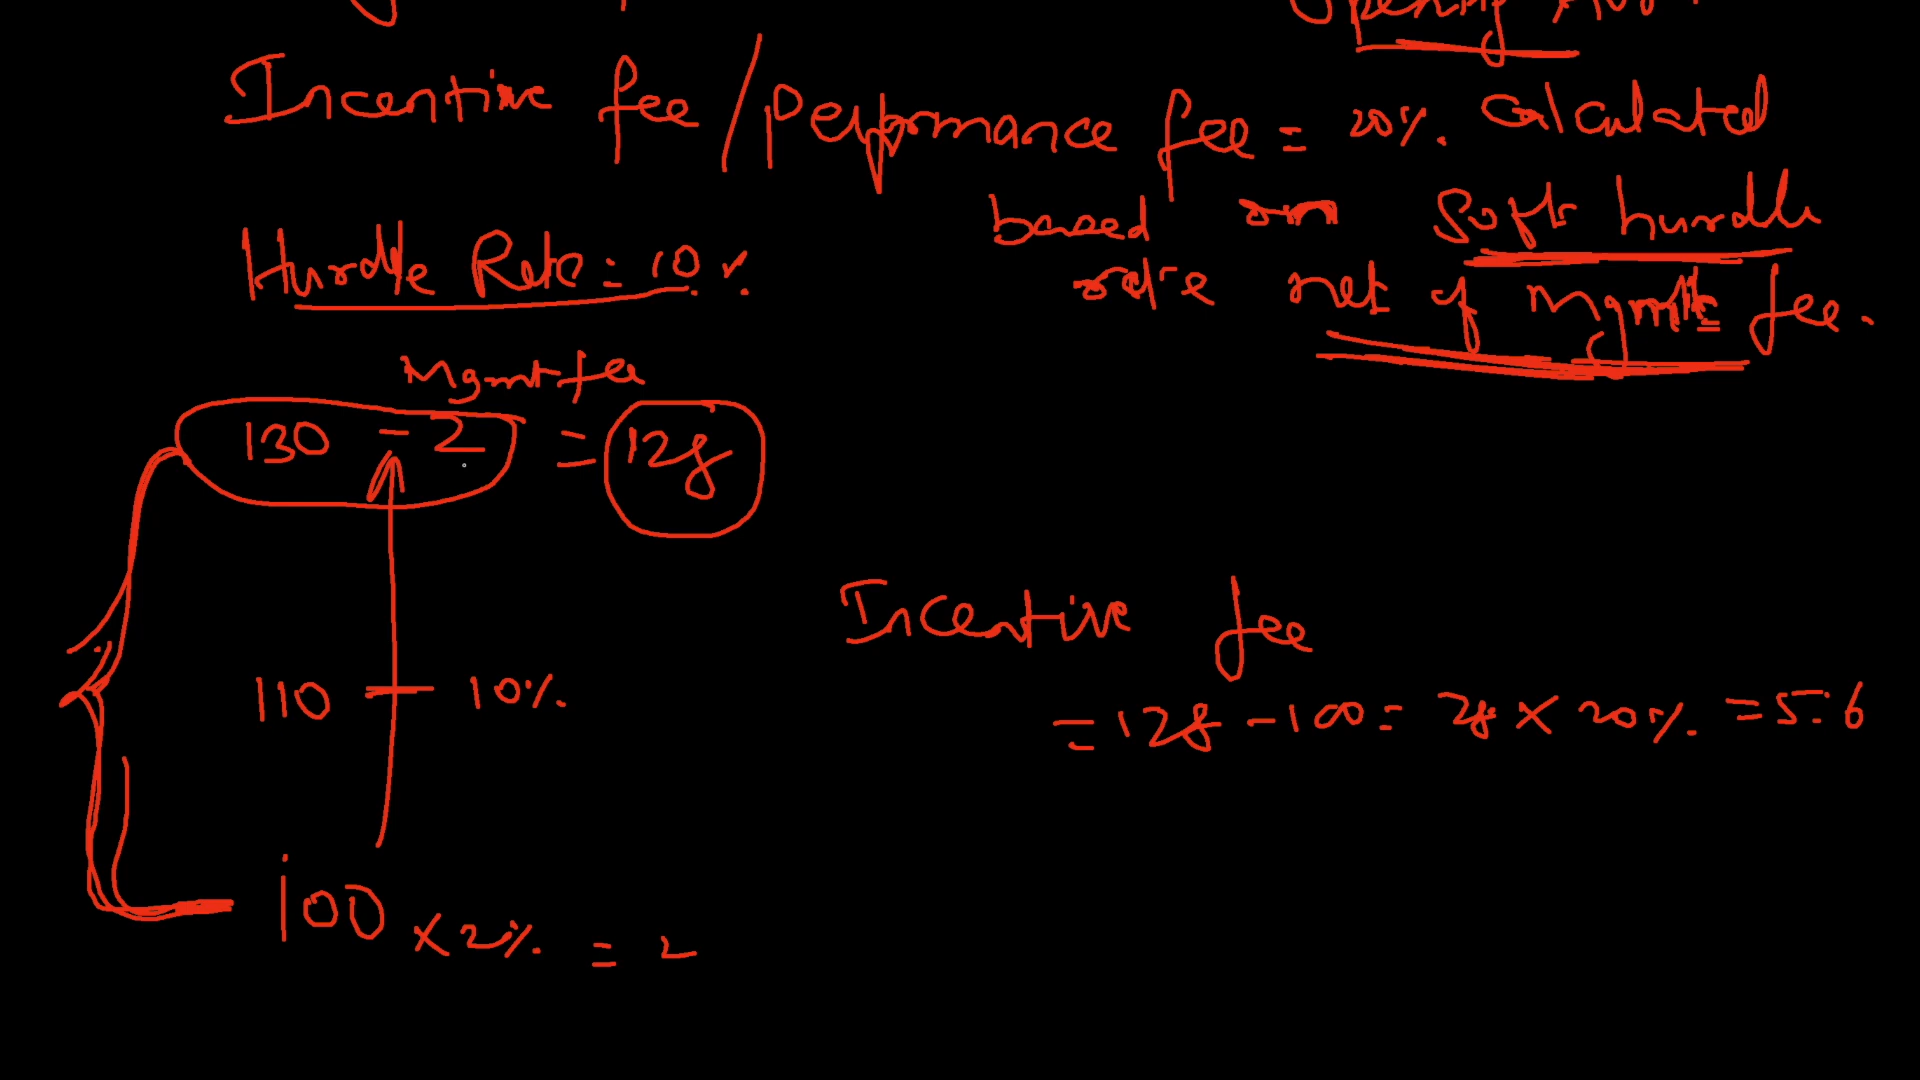 Opening
Incentive fee / Performance fee = 20%. Calculated
based on Soft hurdle
Hurdle Rate = 10%.
rate net of mgmt fee.
Mgmt fee
130 - 2 = 128
Incentive fee
110 10%.
= 128 - 100 = 28 × 20%. = 5.6
100 × 2%. = 2